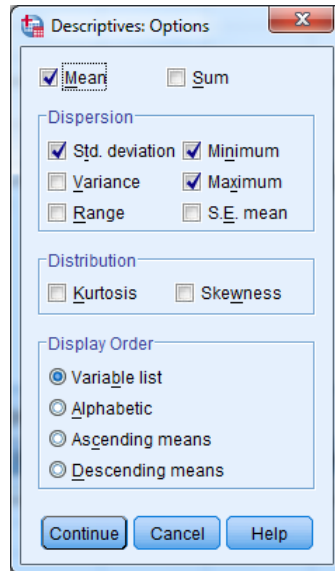 Descriptives: Options
Mean Sum
Dispersion
Std. deviation Minimum
Variance Maximum
Range S.E. mean
Distribution
Kurtosis Skewness
Display Order
Variable list
Alphabetic
Ascending means
Descending means
Continue Cancel Help